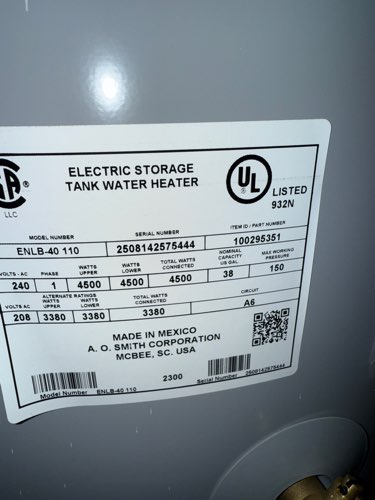 SA
LLC
ELECTRIC STORAGE
TANK WATER HEATER
UL
LISTED
932N
MODEL NUMBER SERIAL NUMBER ITEM ID / PART NUMBER
ENLB-40 110 2508142575444 100295351
VOLTS - AC PHASE WATTS UPPER WATTS LOWER TOTAL WATTS CONNECTED NOMINAL CAPACITY US GAL. MAX WORKING PRESSURE
240 1 4500 4500 4500 38 150
VOLTS - AC ALTERNATE RATINGS WATTS UPPER WATTS LOWER TOTAL WATTS CONNECTED CIRCUIT
208 3380 3380 3380 A6
MADE IN MEXICO
A. O. SMITH CORPORATION
MCBEE, SC. USA
2300
Model Number ENLB-40 110
Serial Number 2508142575444